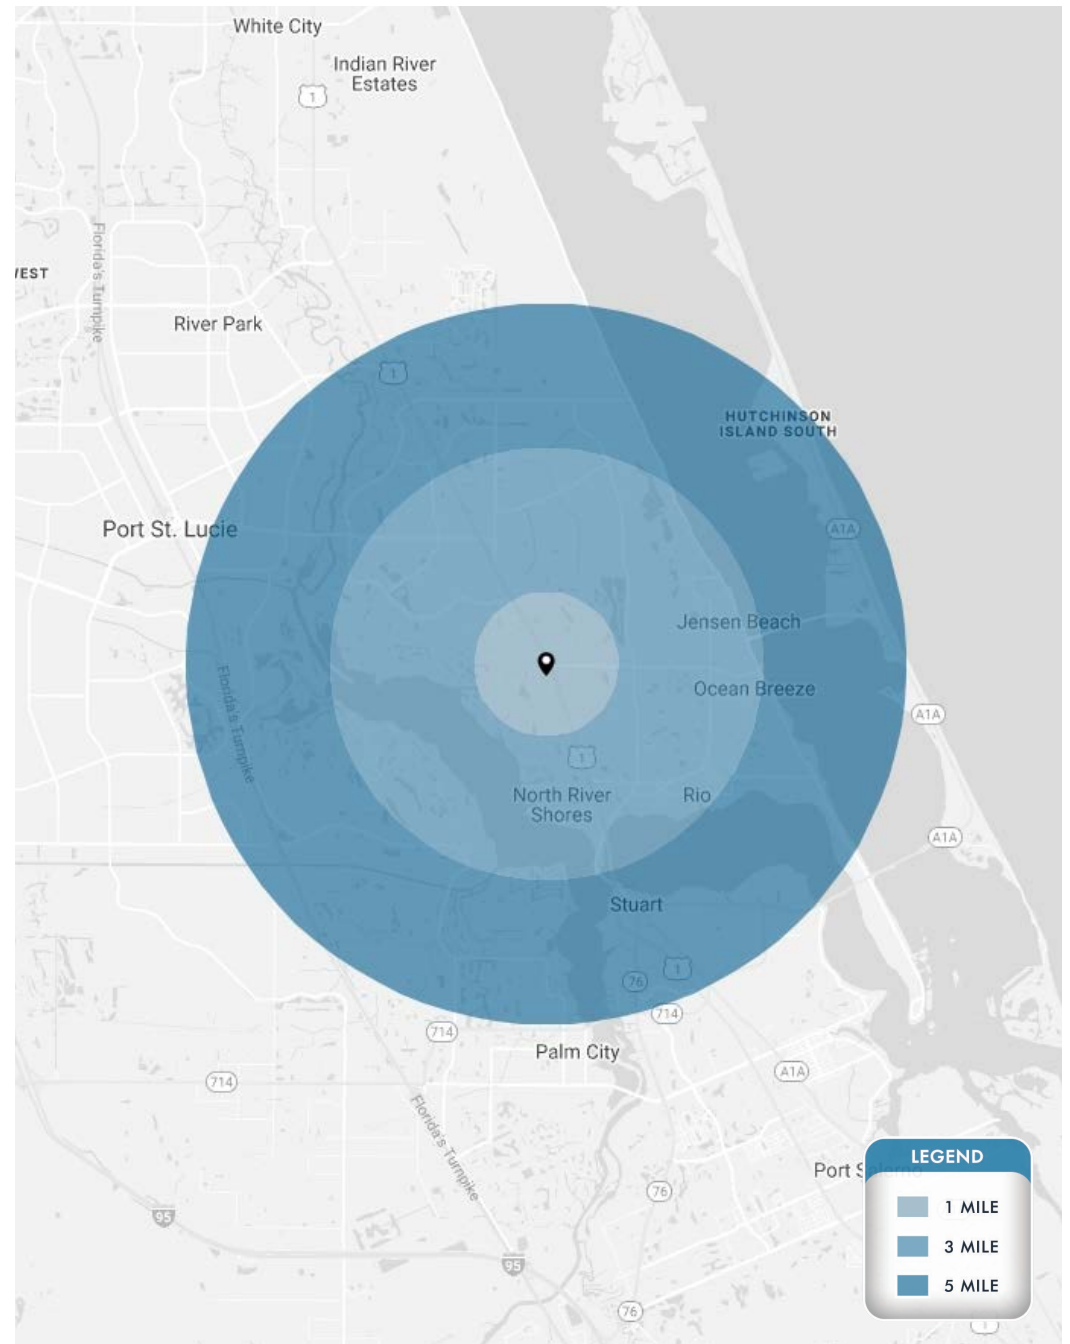 White City
Indian River
Estates
1
Florida's Turnpike
EST
River Park
1
HUTCHINSON
ISLAND SOUTH
Port St. Lucie
A1A
Jensen Beach
Florida's Turnpike
Ocean Breeze
A1A
1
North River
Shores
Rio
A1A
Stuart
1
76
714
714
Palm City
A1A
714
Florida's Turnpike
LEGEND
Port Salerno
76
1 MILE
95
3 MILE
95
5 MILE
76
1